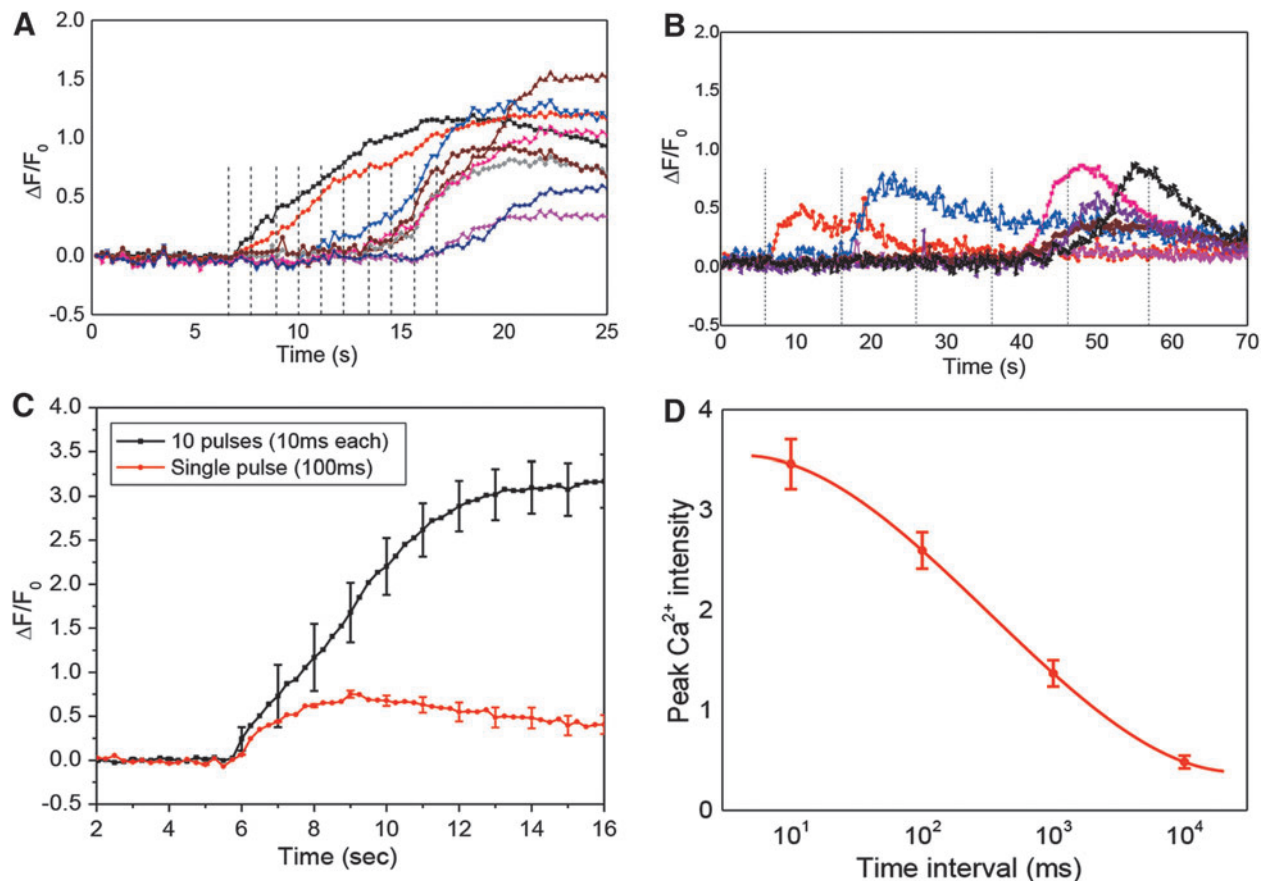 A
2.0
1.5
1.0
0.5
0.0
-0.5
ΔF/F0
0 5 10 15 20 25
Time (s)
B
2.0
1.5
1.0
0.5
0.0
-0.5
ΔF/F0
0 10 20 30 40 50 60 70
Time (s)
C
4.0
3.5
3.0
2.5
2.0
1.5
1.0
0.5
0.0
-0.5
ΔF/F0
10 pulses (10ms each)
Single pulse (100ms)
2 4 6 8 10 12 14 16
Time (sec)
D
4
3
2
1
0
Peak Ca2+ intensity
10^1 10^2 10^3 10^4
Time interval (ms)